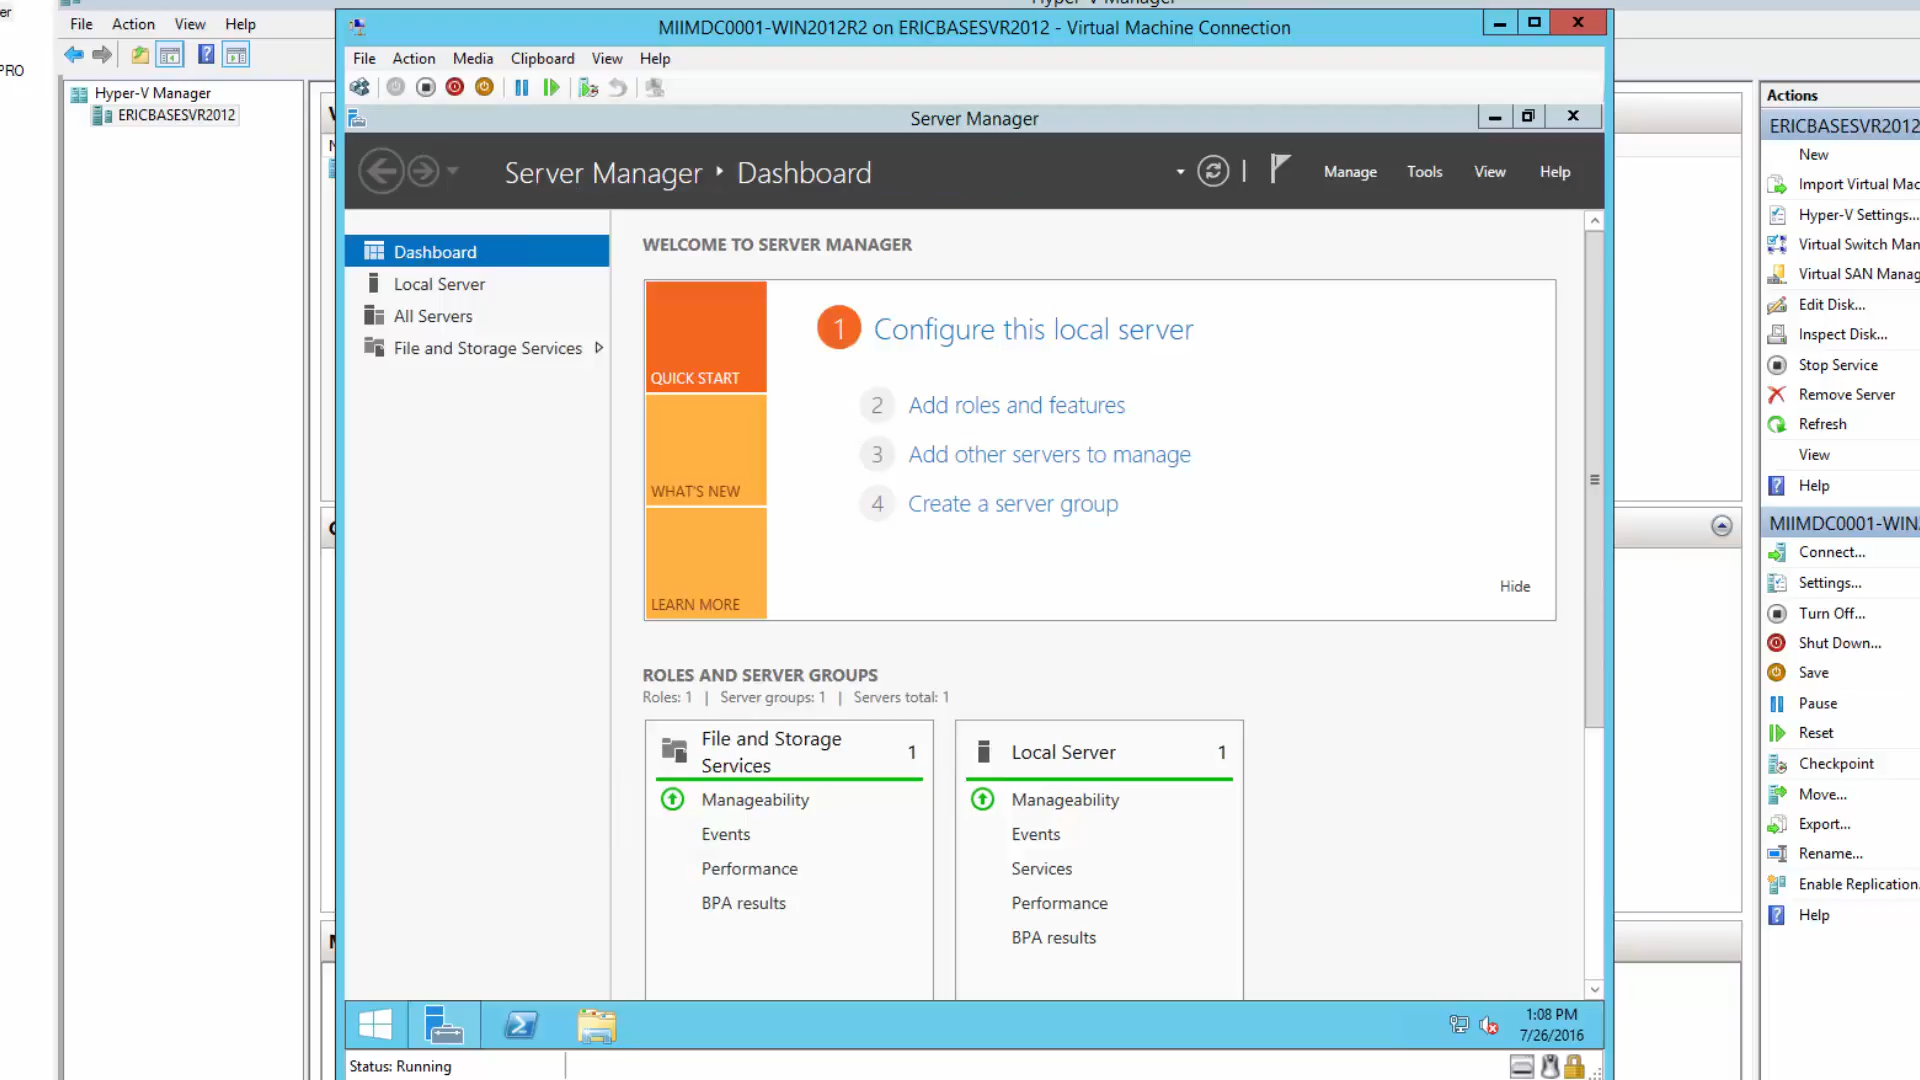 er
Hyper-V Manager
File Action View Help
PRO
Hyper-V Manager
ERICBASESVR2012
MIIMDC0001-WIN2012R2 on ERICBASESVR2012 - Virtual Machine Connection
File Action Media Clipboard View Help
Server Manager
Server Manager • Dashboard
Manage Tools View Help
Dashboard
Local Server
All Servers
File and Storage Services
WELCOME TO SERVER MANAGER
QUICK START
WHAT'S NEW
LEARN MORE
1 Configure this local server
2 Add roles and features
3 Add other servers to manage
4 Create a server group
Hide
ROLES AND SERVER GROUPS
Roles: 1 | Server groups: 1 | Servers total: 1
File and Storage
Services
1
Manageability
Events
Performance
BPA results
Local Server 1
Manageability
Events
Services
Performance
BPA results
1:08 PM
7/26/2016
Status: Running
Actions
ERICBASESVR2012
New
Import Virtual Mac
Hyper-V Settings...
Virtual Switch Man
Virtual SAN Manag
Edit Disk...
Inspect Disk...
Stop Service
Remove Server
Refresh
View
Help
MIIMDC0001-WIN
Connect...
Settings...
Turn Off...
Shut Down...
Save
Pause
Reset
Checkpoint
Move...
Export...
Rename...
Enable Replication.
Help